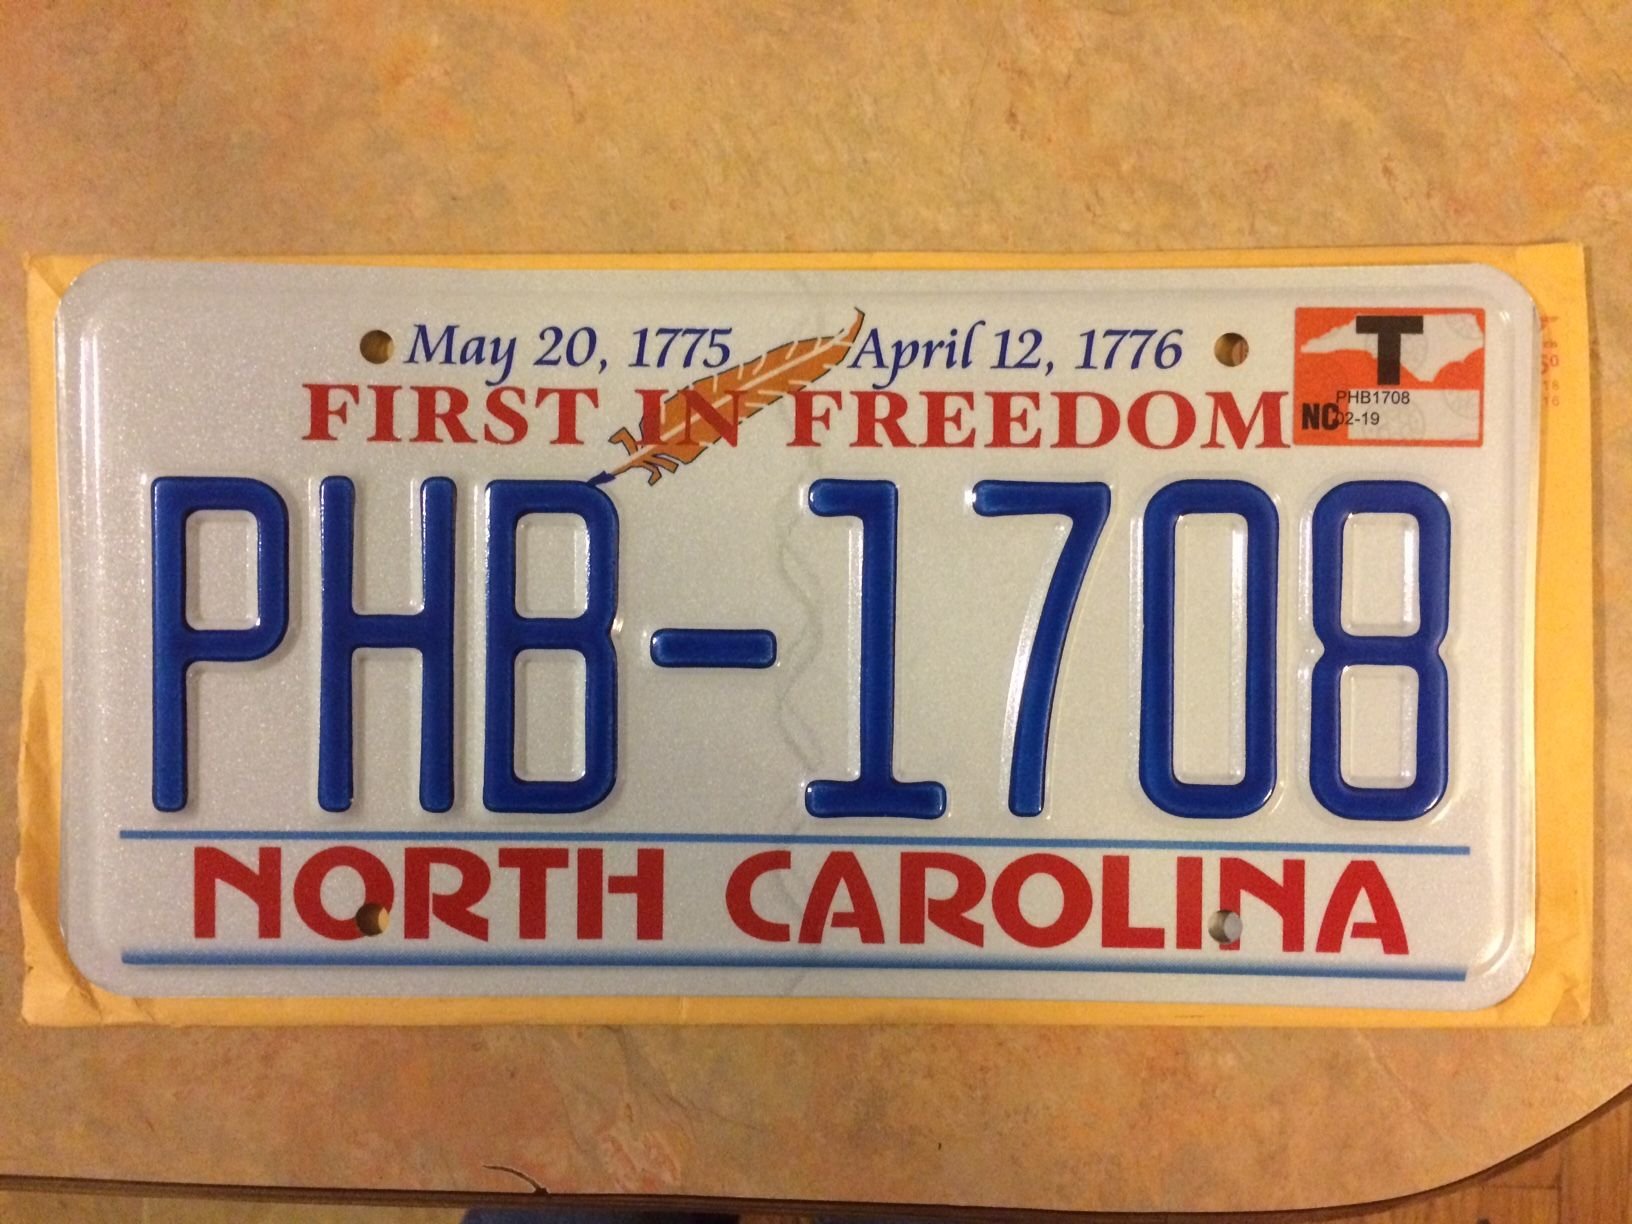 May 20, 1775 April 12, 1776
FIRST IN FREEDOM
T
PHB1708
NC 02-19
PHB-1708
NORTH CAROLINA